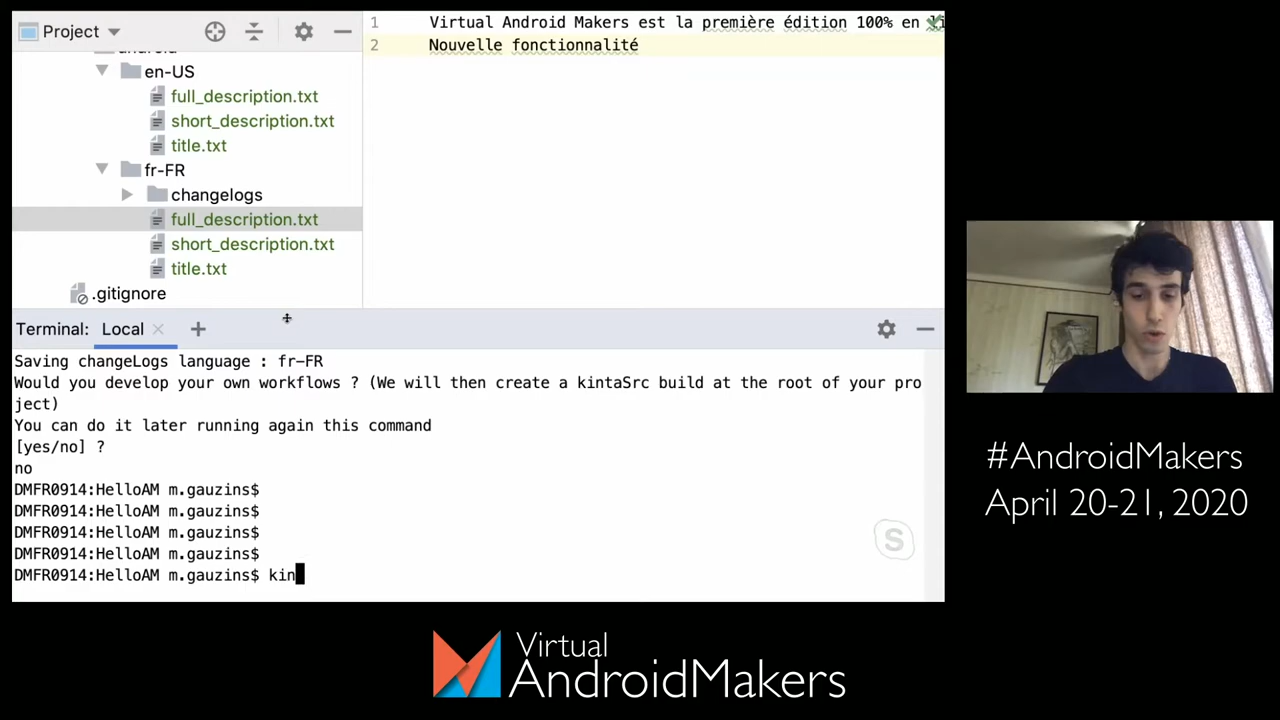 Project
android
en-US
full_description.txt
short_description.txt
title.txt
fr-FR
changelogs
full_description.txt
short_description.txt
title.txt
.gitignore
1 Virtual Android Makers est la première édition 100% en li
2 Nouvelle fonctionnalité
Terminal: Local
Saving changeLogs language : fr-FR
Would you develop your own workflows ? (We will then create a kintaSrc build at the root of your pro
ject)
You can do it later running again this command
[yes/no] ?
no
DMFR0914:HelloAM m.gauzins$
DMFR0914:HelloAM m.gauzins$
DMFR0914:HelloAM m.gauzins$
DMFR0914:HelloAM m.gauzins$
DMFR0914:HelloAM m.gauzins$ kin
S
#AndroidMakers
April 20-21, 2020
Virtual
AndroidMakers